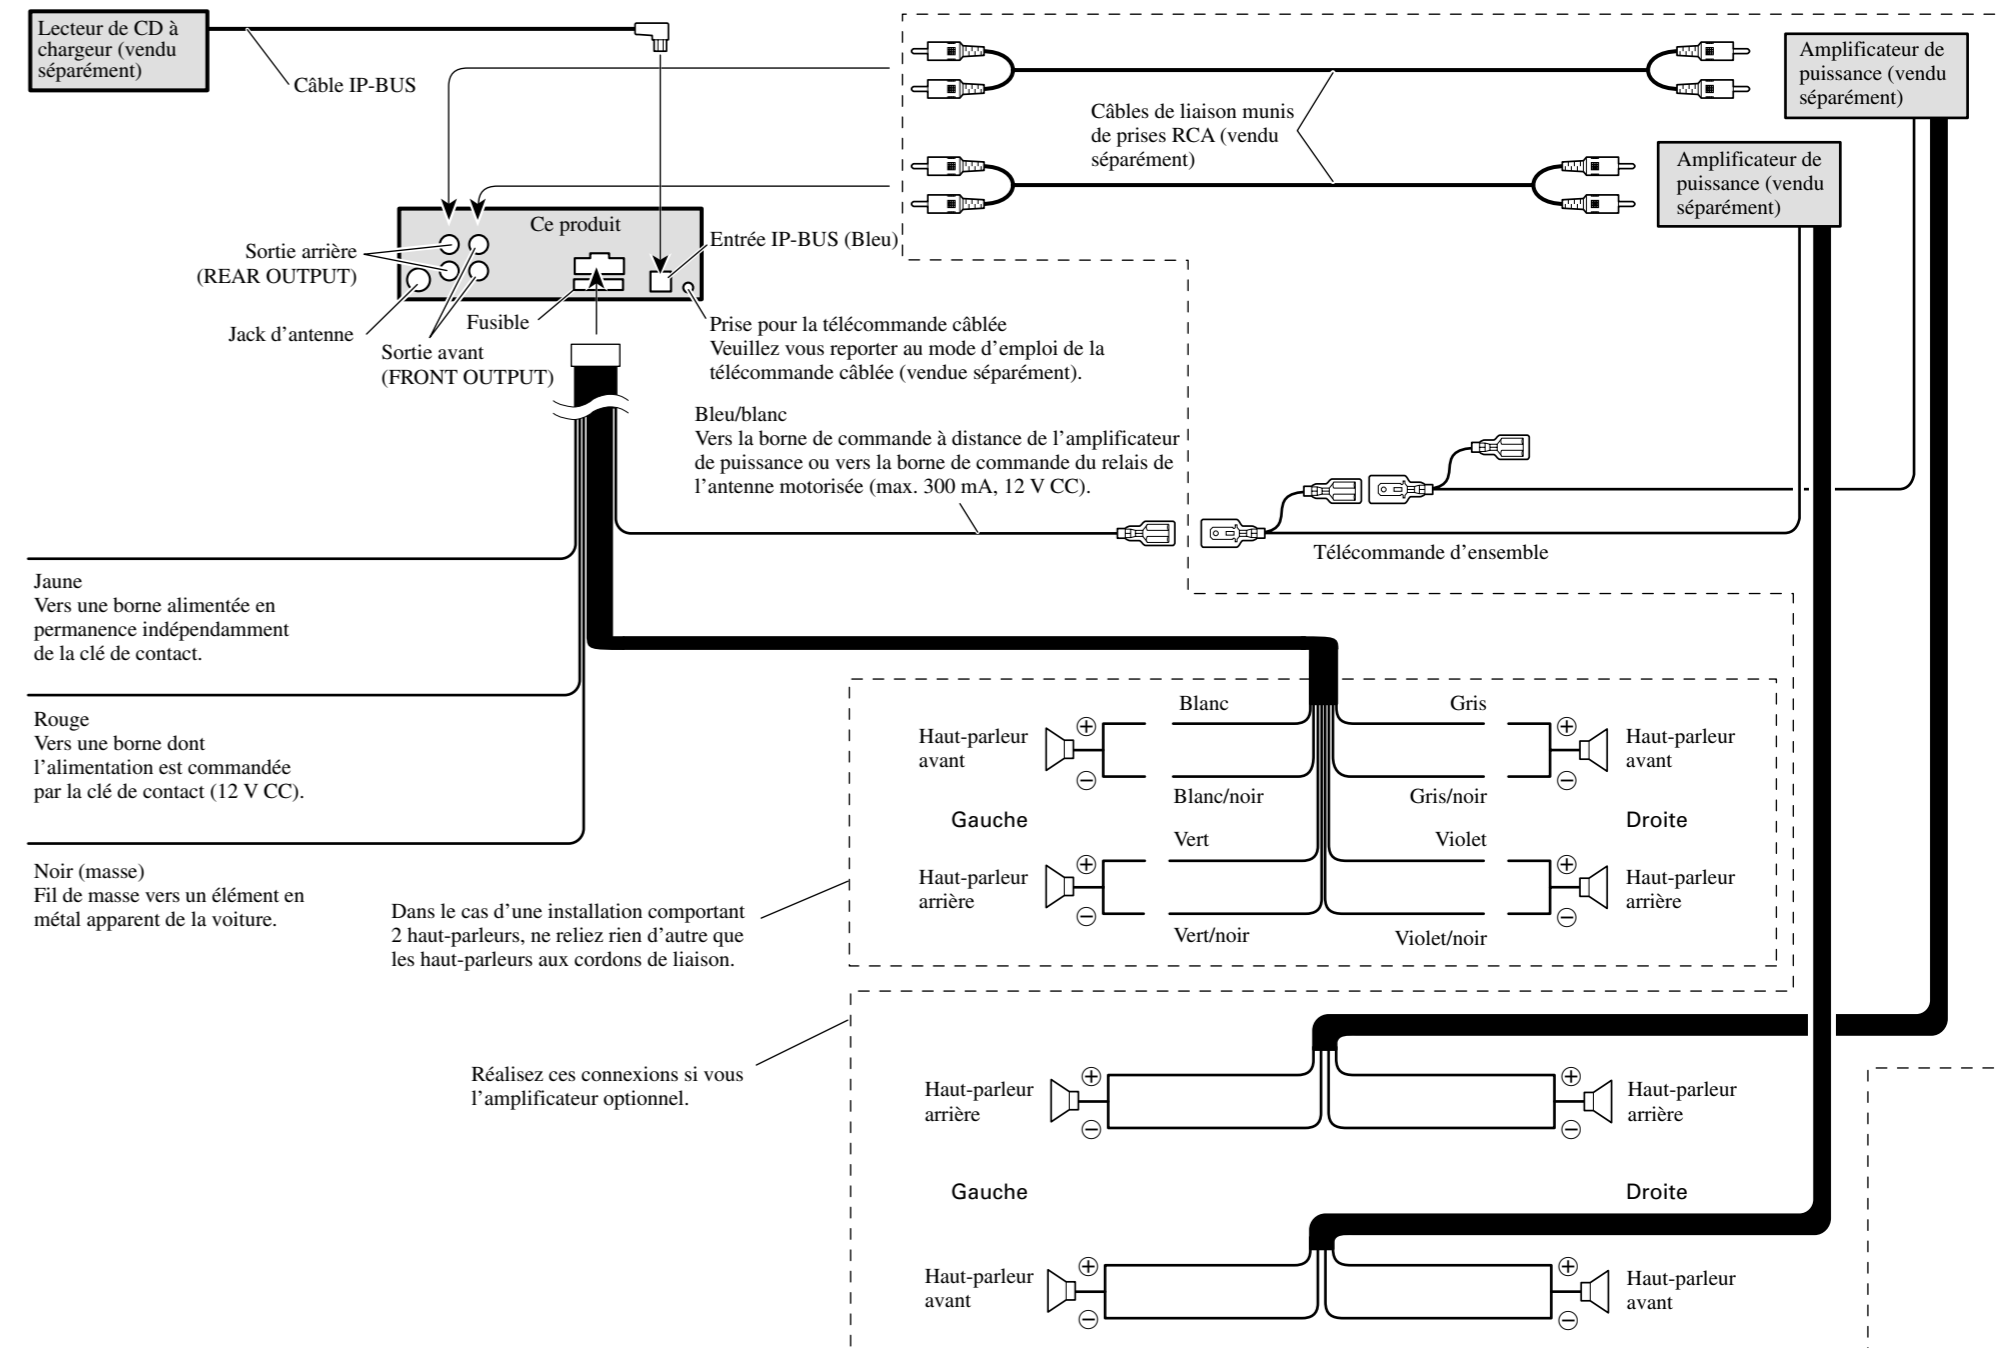 Lecteur de CD à
chargeur (vendu
séparément)
Câble IP-BUS
Câbles de liaison munis
de prises RCA (vendu
séparément)
Amplificateur de
puissance (vendu
séparément)
Amplificateur de
puissance (vendu
séparément)
Ce produit
Sortie arrière
(REAR OUTPUT)
Entrée IP-BUS (Bleu)
Jack d’antenne
Fusible
Sortie avant
(FRONT OUTPUT)
Prise pour la télécommande câblée
Veuillez vous reporter au mode d’emploi de la
télécommande câblée (vendue séparément).
Bleu/blanc
Vers la borne de commande à distance de l’amplificateur
de puissance ou vers la borne de commande du relais de
l’antenne motorisée (max. 300 mA, 12 V CC).
Télécommande d’ensemble
Jaune
Vers une borne alimentée en
permanence indépendamment
de la clé de contact.
Rouge
Vers une borne dont
l’alimentation est commandée
par la clé de contact (12 V CC).
Noir (masse)
Fil de masse vers un élément en
métal apparent de la voiture.
Dans le cas d’une installation comportant
2 haut-parleurs, ne reliez rien d’autre que
les haut-parleurs aux cordons de liaison.
Haut-parleur
avant
⊕
⊖
Blanc
Blanc/noir
Gris
Gris/noir
⊕
⊖
Haut-parleur
avant
Gauche
Droite
Haut-parleur
arrière
⊕
⊖
Vert
Vert/noir
Violet
Violet/noir
⊕
⊖
Haut-parleur
arrière
Réalisez ces connexions si vous
l’amplificateur optionnel.
Haut-parleur
arrière
⊕
⊖
⊕
⊖
Haut-parleur
arrière
Gauche
Droite
Haut-parleur
avant
⊕
⊖
⊕
⊖
Haut-parleur
avant